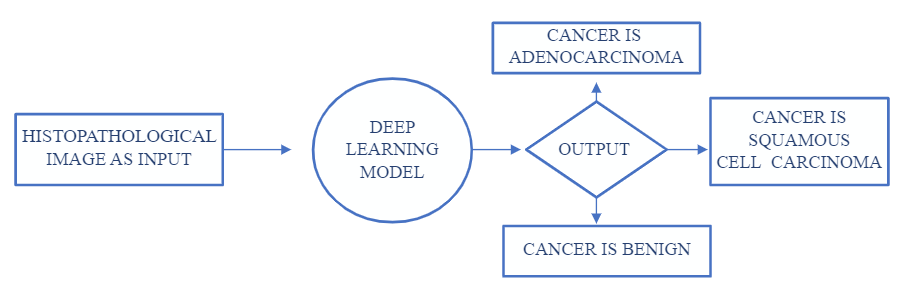 HISTOPATHOLOGICAL
IMAGE AS INPUT
DEEP
LEARNING
MODEL
OUTPUT
CANCER IS
ADENOCARCINOMA
CANCER IS
SQUAMOUS
CELL CARCINOMA
CANCER IS BENIGN